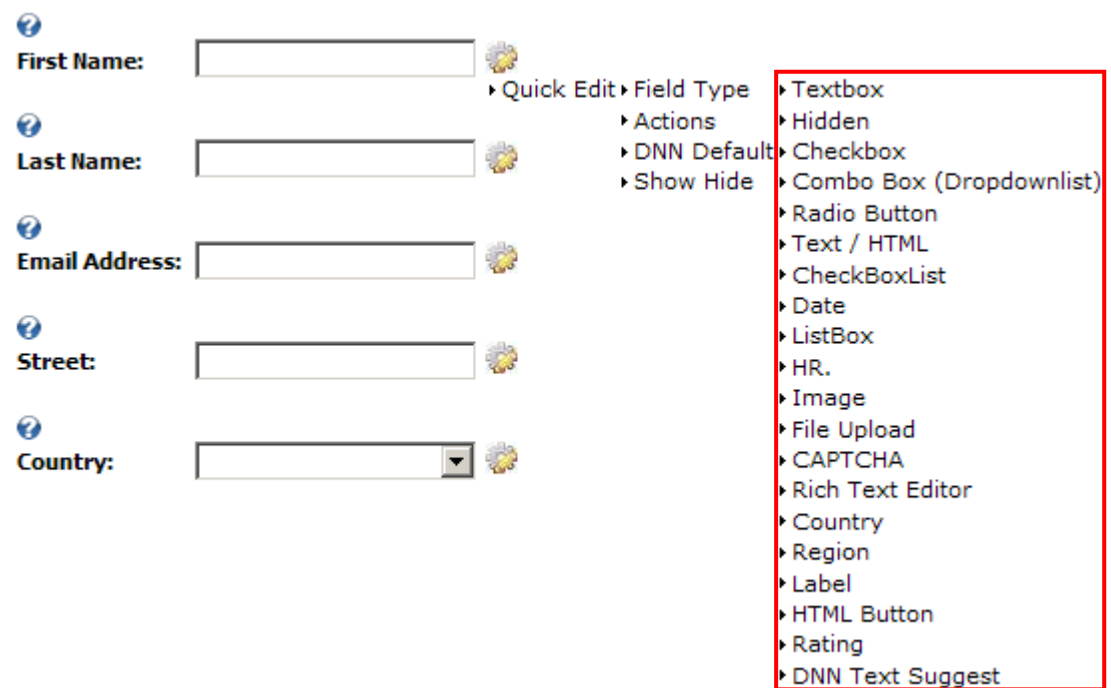 First Name:
Quick Edit Field Type Textbox
Actions Hidden
Last Name: DNN Default Checkbox
Show Hide Combo Box (Dropdownlist)
Radio Button
Email Address: Text / HTML
CheckBoxList
Date
ListBox
Street: HR.
Image
File Upload
Country: CAPTCHA
Rich Text Editor
Country
Region
Label
HTML Button
Rating
DNN Text Suggest